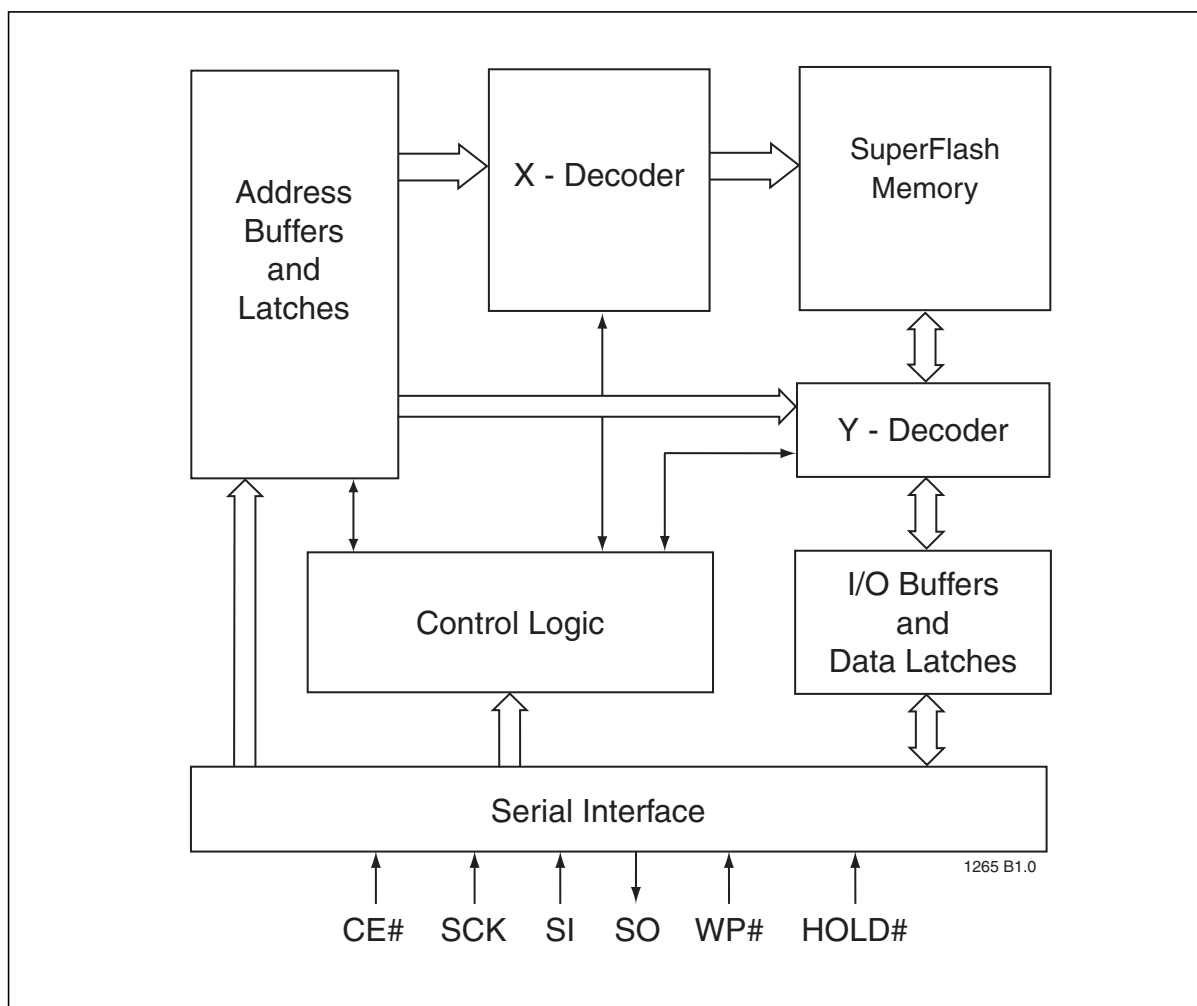 Address
Buffers
and
Latches
X - Decoder
SuperFlash
Memory
Y - Decoder
Control Logic
I/O Buffers
and
Data Latches
Serial Interface
1265 B1.0
CE# SCK SI SO WP# HOLD#